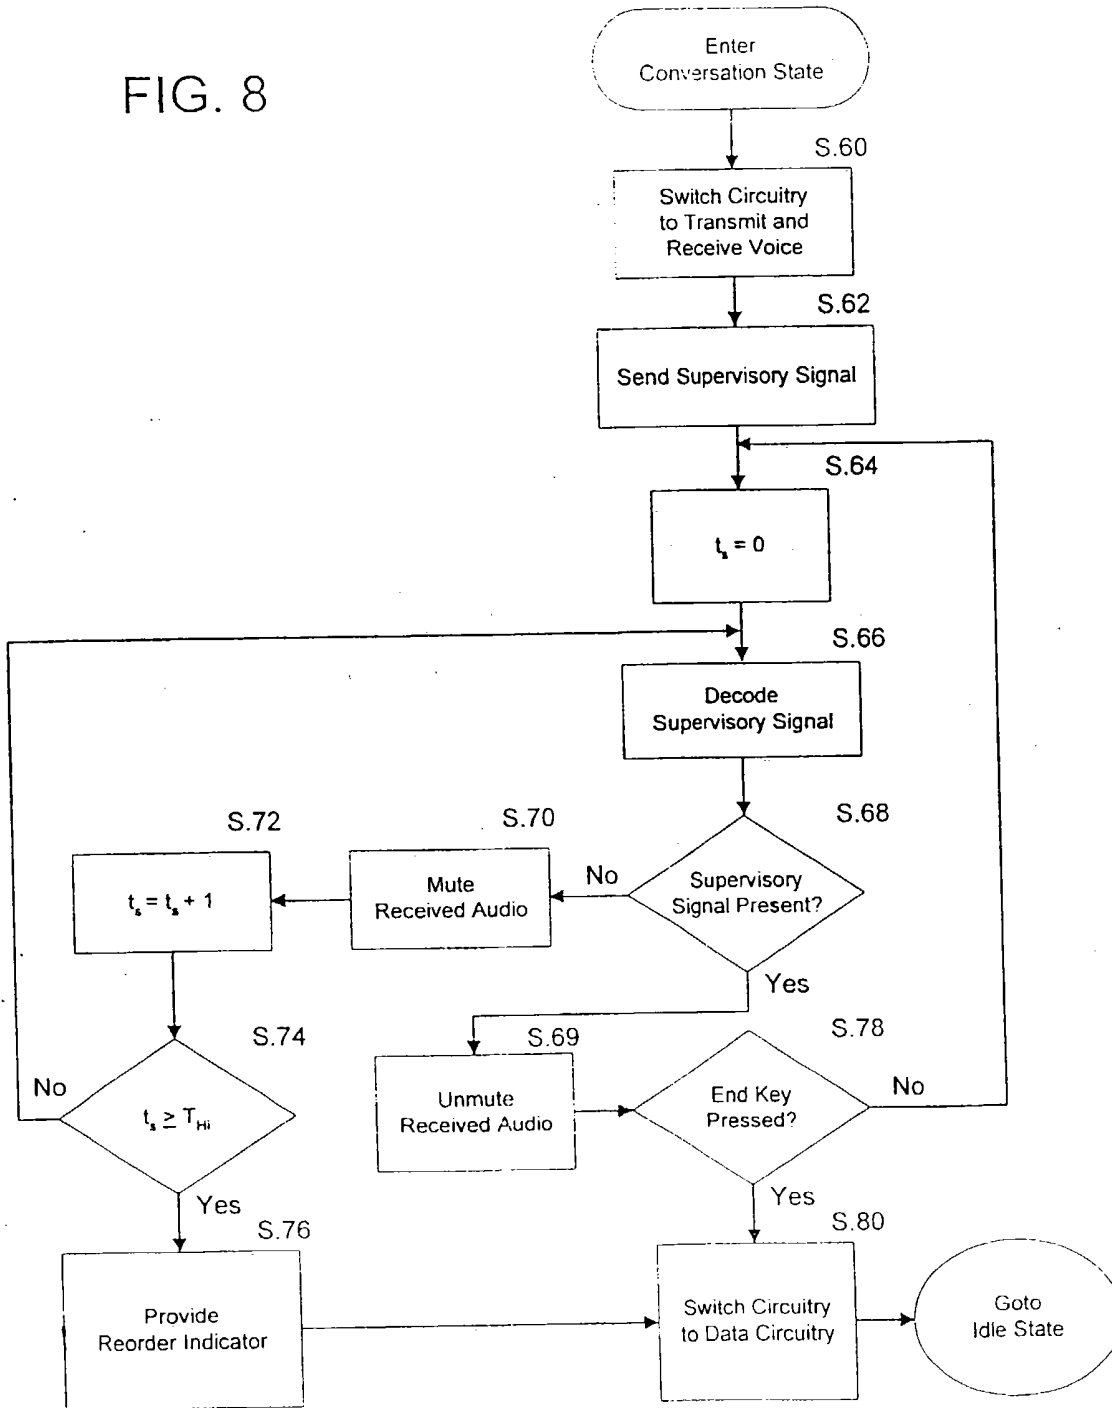 FIG. 8
Enter
Conversation State
S.60
Switch Circuitry
to Transmit and
Receive Voice
S.62
Send Supervisory Signal
S.64
tₛ = 0
S.66
Decode
Supervisory Signal
S.68
Supervisory
Signal Present?
No
Yes
S.70
Mute
Received Audio
S.72
tₛ = tₛ + 1
S.74
tₛ ≥ T_Hi
No
Yes
S.69
Unmute
Received Audio
S.78
End Key
Pressed?
No
Yes
S.76
Provide
Reorder Indicator
S.80
Switch Circuitry
to Data Circuitry
Goto
Idle State